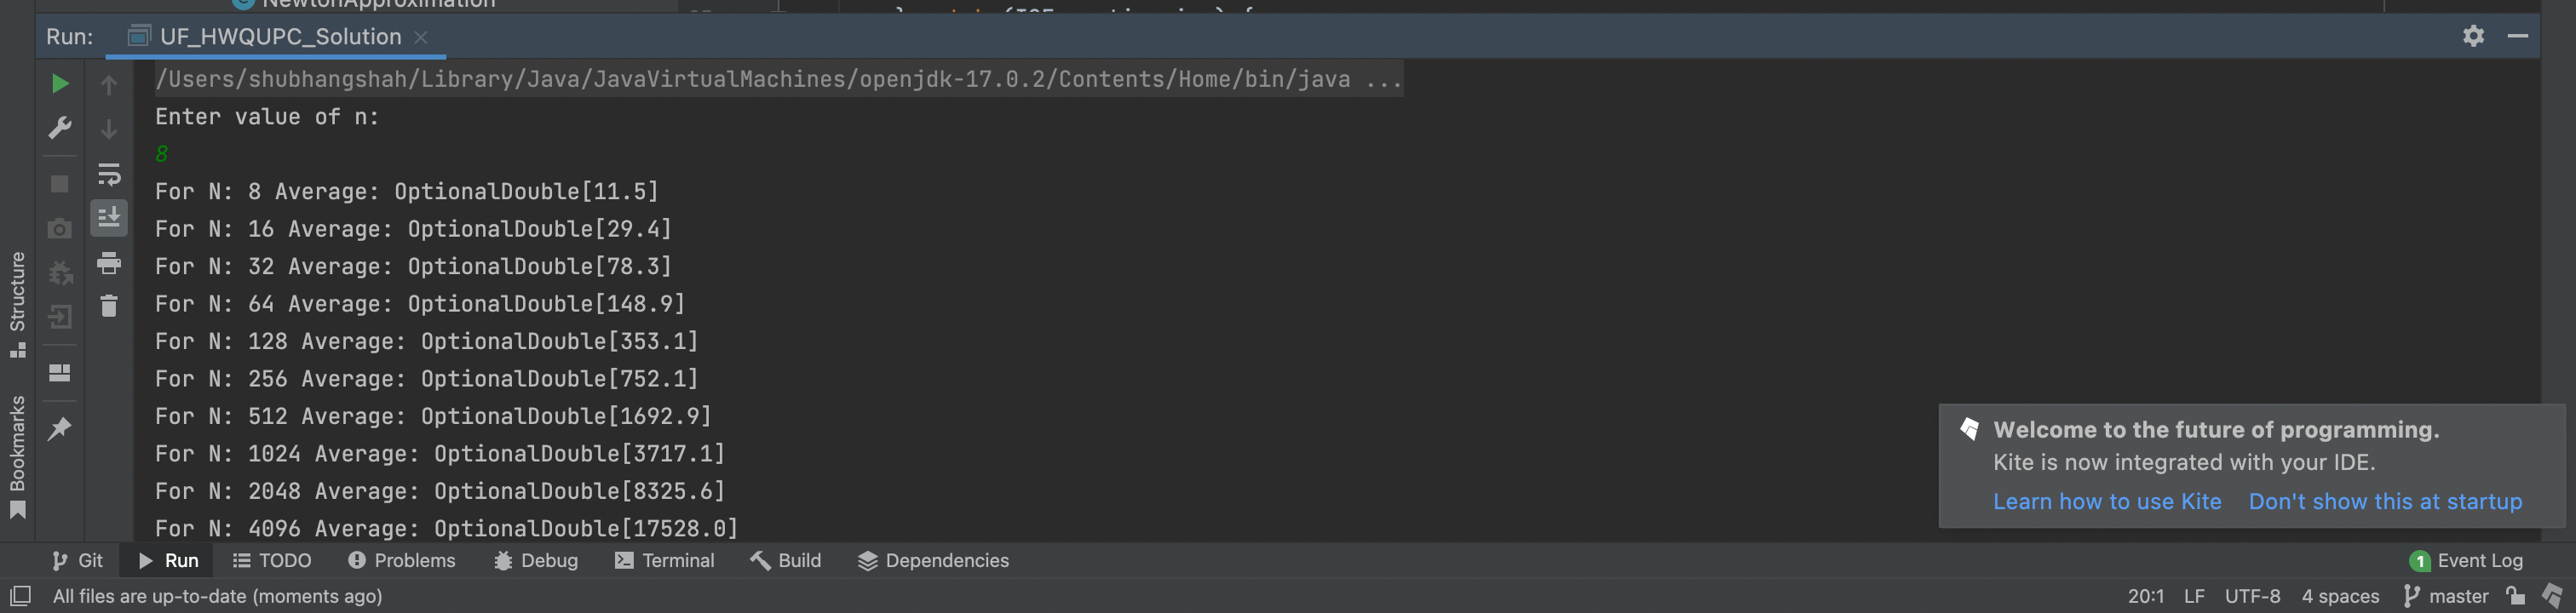 NewtonApproximation
Run: UF_HWQUPC_Solution
/Users/shubhangshah/Library/Java/JavaVirtualMachines/openjdk-17.0.2/Contents/Home/bin/java ...
Enter value of n:
8
For N: 8 Average: OptionalDouble[11.5]
For N: 16 Average: OptionalDouble[29.4]
For N: 32 Average: OptionalDouble[78.3]
For N: 64 Average: OptionalDouble[148.9]
For N: 128 Average: OptionalDouble[353.1]
For N: 256 Average: OptionalDouble[752.1]
For N: 512 Average: OptionalDouble[1692.9]
For N: 1024 Average: OptionalDouble[3717.1]
For N: 2048 Average: OptionalDouble[8325.6]
For N: 4096 Average: OptionalDouble[17528.0]
Structure
Bookmarks
Welcome to the future of programming.
Kite is now integrated with your IDE.
Learn how to use Kite Don't show this at startup
Git Run TODO Problems Debug Terminal Build Dependencies 1 Event Log
All files are up-to-date (moments ago) 20:1 LF UTF-8 4 spaces master